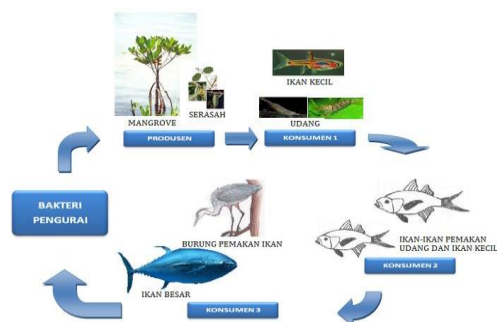 IKAN KECIL
SERASAH
MANGROVE
UDANG
PRODUSEN
KONSUMEN 1
BAKTERI
PENGURAI
BURUNG PEMAKAN IKAN
IKAN-IKAN PEMAKAN
UDANG DAN IKAN KECIL
KONSUMEN 2
IKAN BESAR
KONSUMEN 3